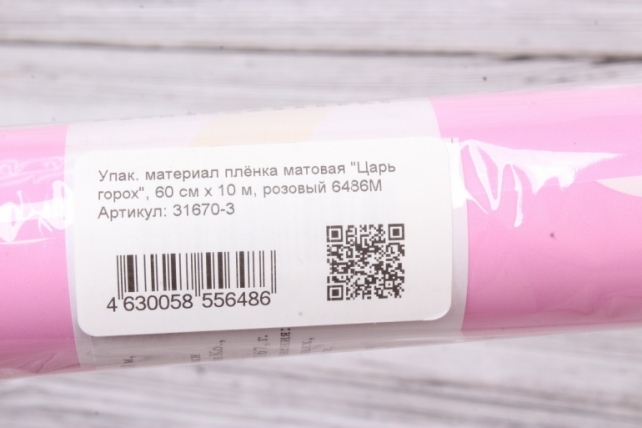 Упак. материал плёнка матовая "Царь
горох", 60 см х 10 м, розовый 6486М
Артикул: 31670-3
4 630058 556486